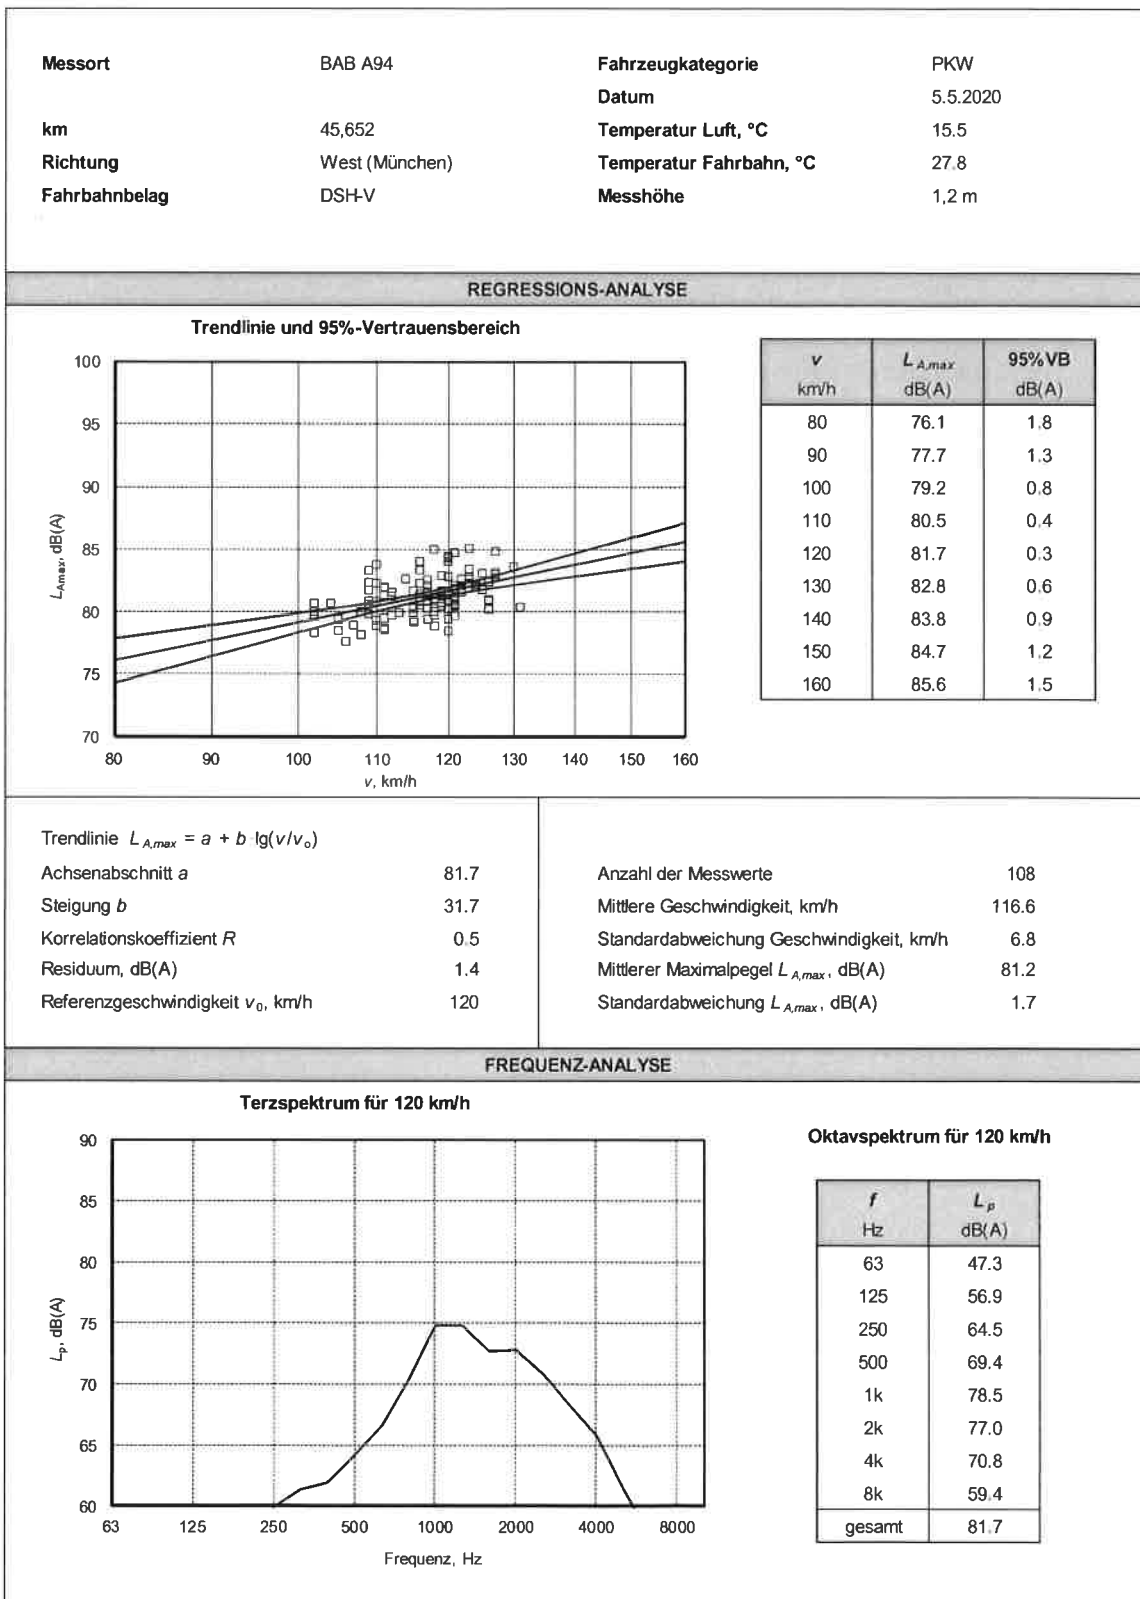 Messort BAB A94 Fahrzeugkategorie PKW
Datum 5.5.2020
km 45,652 Temperatur Luft, °C 15.5
Richtung West (München) Temperatur Fahrbahn, °C 27.8
Fahrbahnbelag DSH-V Messhöhe 1,2 m
REGRESSIONS-ANALYSE
Trendlinie und 95%-Vertrauensbereich
100
95
90
85
80
75
70
L Amax, dB(A)
80 90 100 110 120 130 140 150 160
v, km/h
v L A,max 95%VB
km/h dB(A) dB(A)
80 76.1 1.8
90 77.7 1.3
100 79.2 0.8
110 80.5 0.4
120 81.7 0.3
130 82.8 0.6
140 83.8 0.9
150 84.7 1.2
160 85.6 1.5
Trendlinie L A,max = a + b lg(v/v₀)
Achsenabschnitt a 81.7
Steigung b 31.7
Korrelationskoeffizient R 0.5
Residuum, dB(A) 1.4
Referenzgeschwindigkeit v₀, km/h 120
Anzahl der Messwerte 108
Mittlere Geschwindigkeit, km/h 116.6
Standardabweichung Geschwindigkeit, km/h 6.8
Mittlerer Maximalpegel L A,max, dB(A) 81.2
Standardabweichung L A,max, dB(A) 1.7
FREQUENZ-ANALYSE
Terzspektrum für 120 km/h
90
85
80
75
70
65
60
Lp, dB(A)
63 125 250 500 1000 2000 4000 8000
Frequenz, Hz
Oktavspektrum für 120 km/h
f L p
Hz dB(A)
63 47.3
125 56.9
250 64.5
500 69.4
1k 78.5
2k 77.0
4k 70.8
8k 59.4
gesamt 81.7